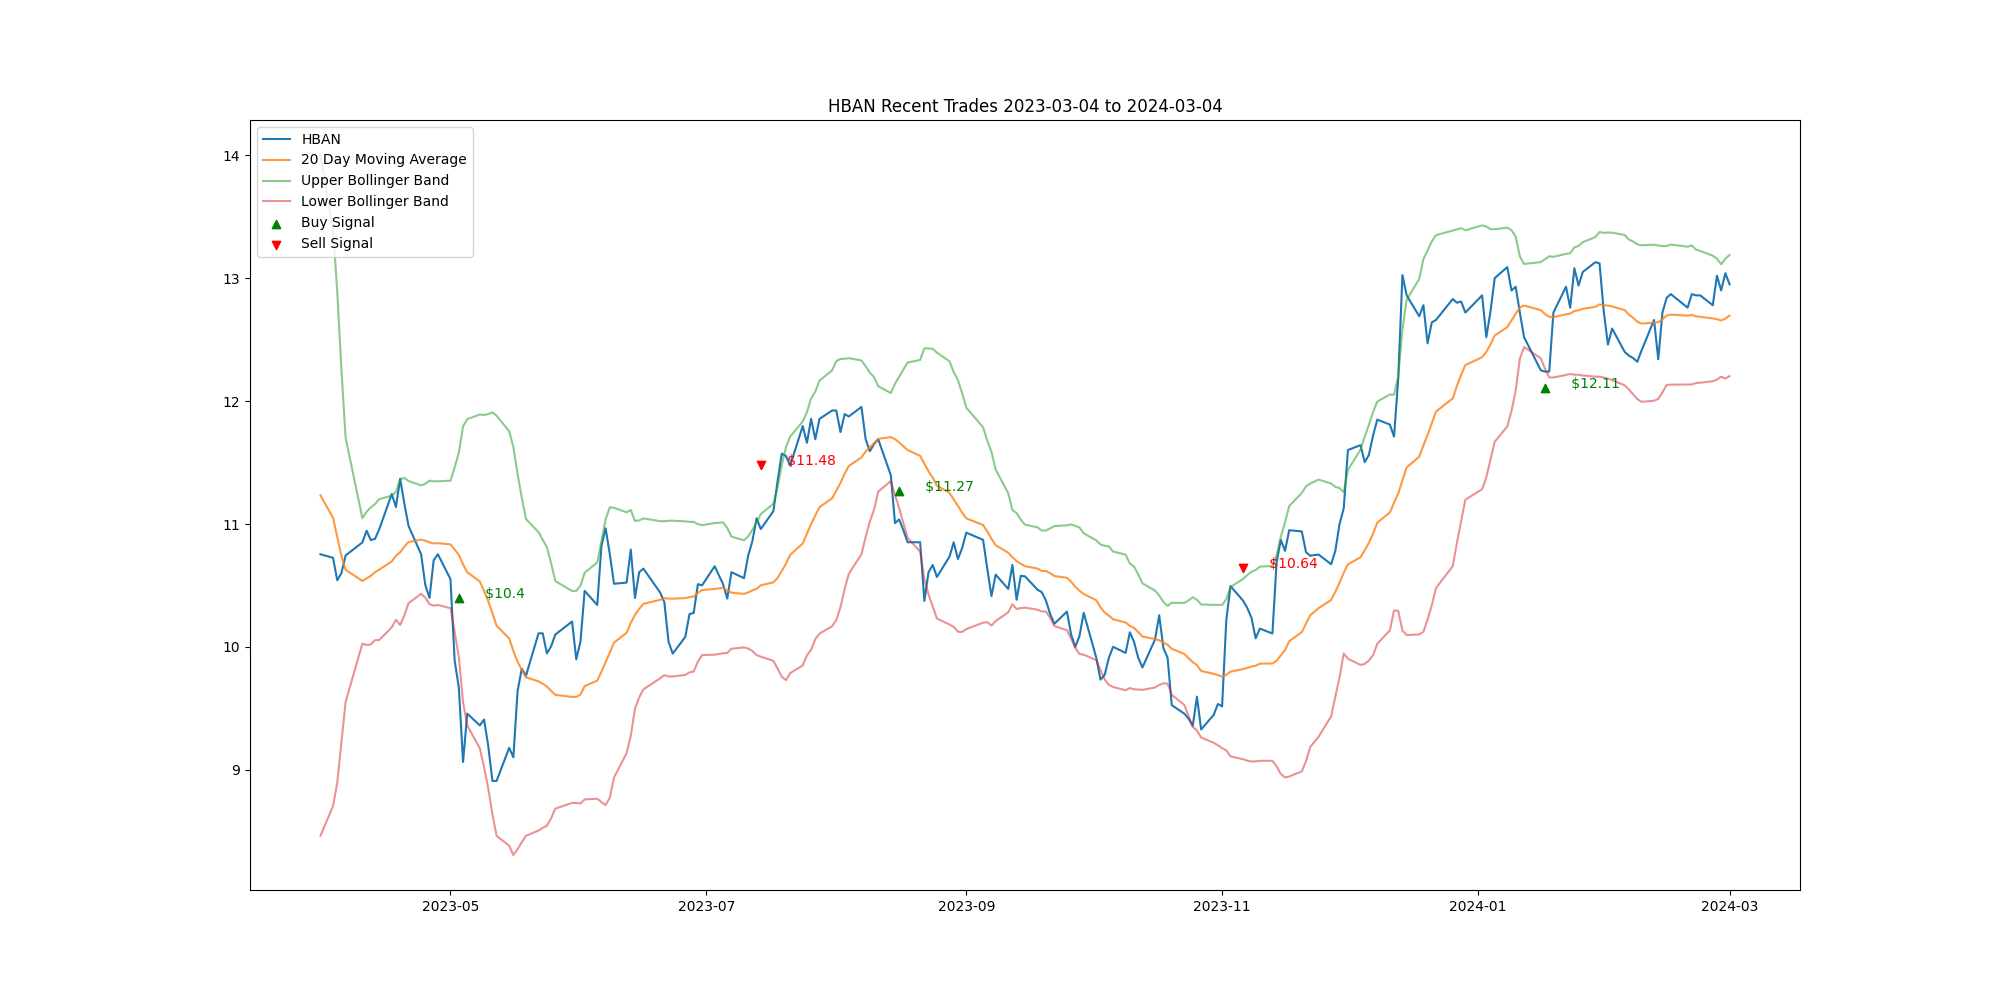 HBAN Recent Trades 2023-03-04 to 2024-03-04
HBAN
20 Day Moving Average
Upper Bollinger Band
Lower Bollinger Band
Buy Signal
Sell Signal
14
13
12
11
10
9
$10.4
$11.48
$11.27
$10.64
$12.11
2023-05
2023-07
2023-09
2023-11
2024-01
2024-03